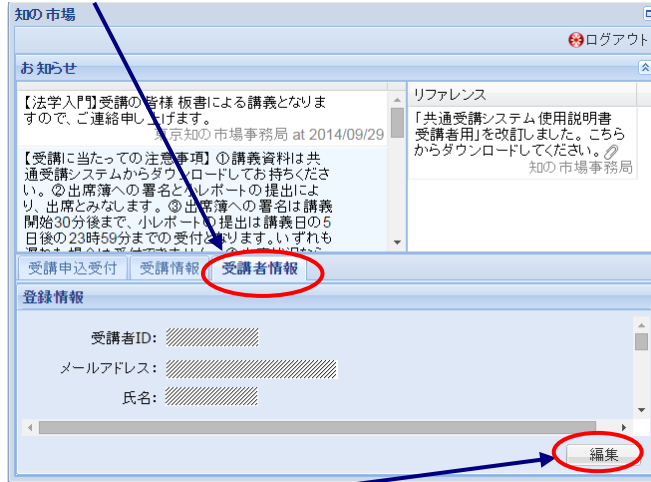 知の市場
ログアウト
お知らせ
【法学入門】受講の皆様 板書による講義となりま
すので、ご連絡申し上げます。
東京知の市場事務局 at 2014/09/29
【受講に当たっての注意事項】①講義資料は共
通受講システムからダウンロードしてお持ちくださ
い。②出席簿への署名と小レポートの提出によ
り、出席とみなします。③出席簿への署名は講義
開始30分後まで、小レポートの提出は講義日の5
日後の23時59分までの受付となります。いずれも
リファレンス
「共通受講システム 使用説明書
受講者用」を改訂しました。こちら
からダウンロードしてください。
知の市場事務局
受講申込受付 受講情報 受講者情報
登録情報
受講者ID:
メールアドレス:
氏名:
編集